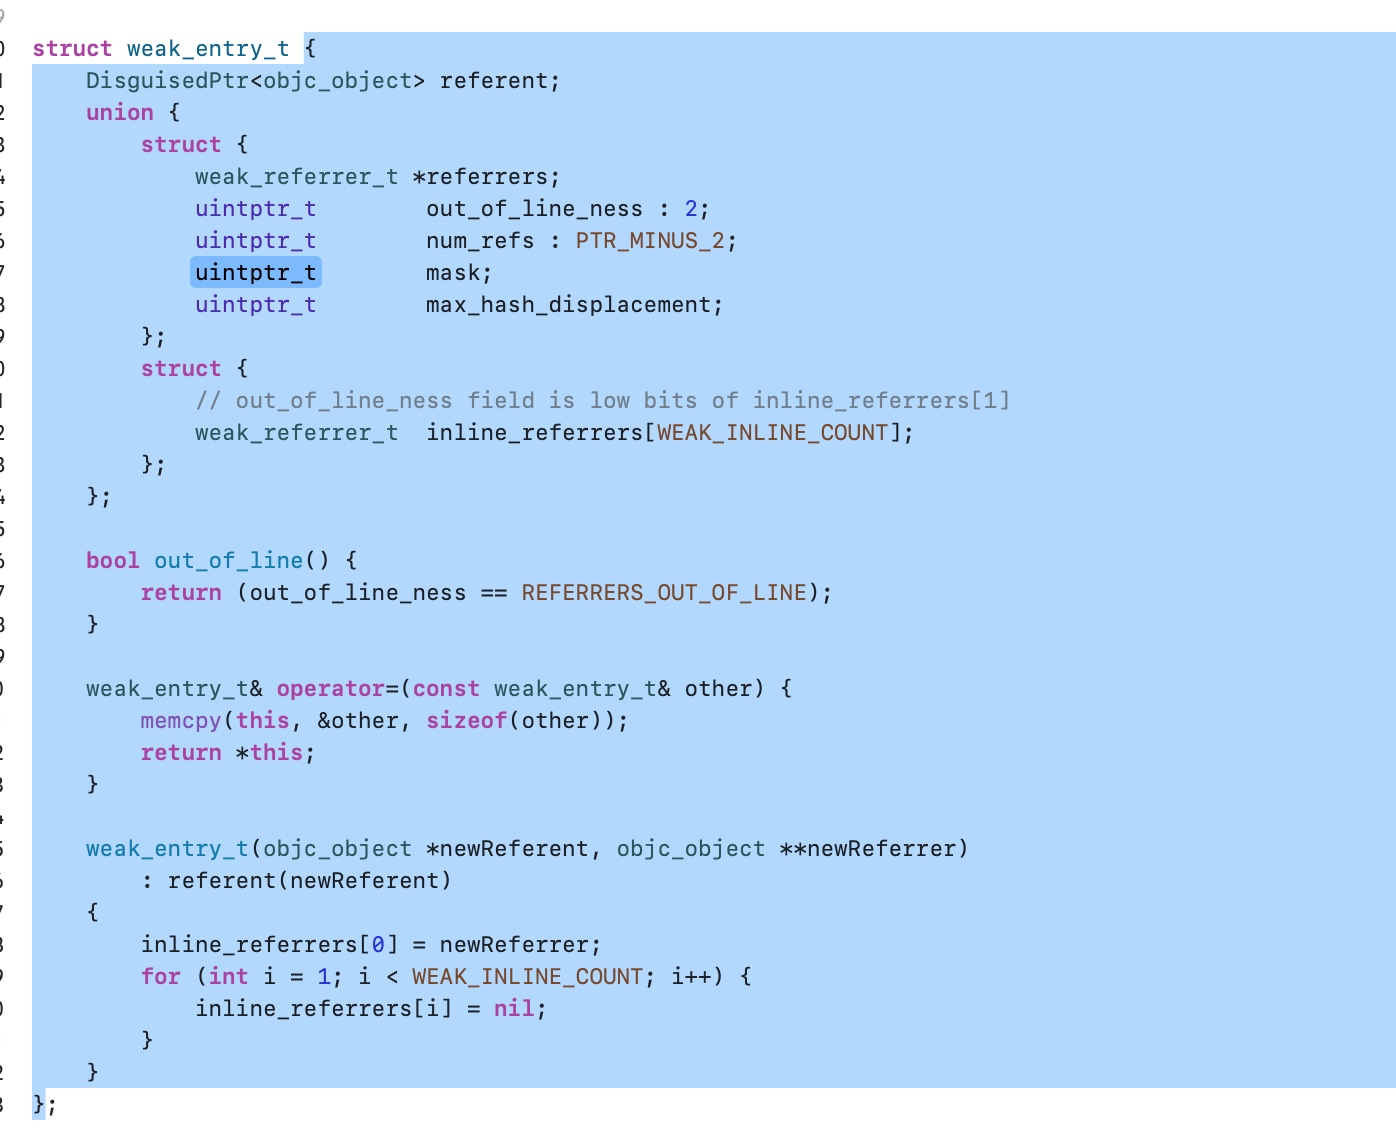 struct weak_entry_t {
    DisguisedPtr<objc_object> referent;
    union {
        struct {
            weak_referrer_t *referrers;
            uintptr_t        out_of_line_ness : 2;
            uintptr_t        num_refs : PTR_MINUS_2;
            uintptr_t        mask;
            uintptr_t        max_hash_displacement;
        };
        struct {
            // out_of_line_ness field is low bits of inline_referrers[1]
            weak_referrer_t  inline_referrers[WEAK_INLINE_COUNT];
        };
    };

    bool out_of_line() {
        return (out_of_line_ness == REFERRERS_OUT_OF_LINE);
    }

    weak_entry_t& operator=(const weak_entry_t& other) {
        memcpy(this, &other, sizeof(other));
        return *this;
    }

    weak_entry_t(objc_object *newReferent, objc_object **newReferrer)
        : referent(newReferent)
    {
        inline_referrers[0] = newReferrer;
        for (int i = 1; i < WEAK_INLINE_COUNT; i++) {
            inline_referrers[i] = nil;
        }
    }
};